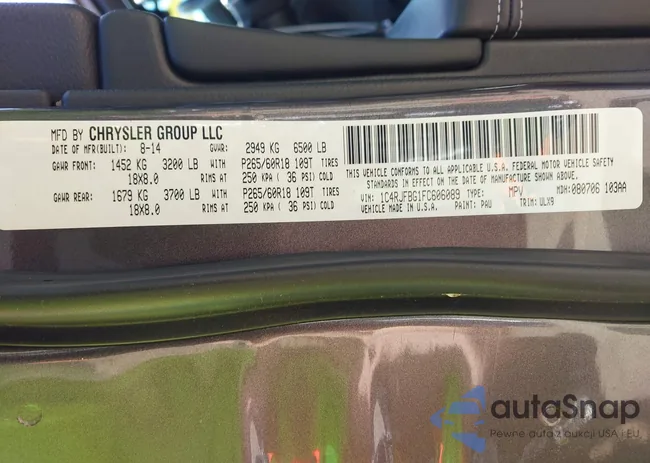 MFD BY CHRYSLER GROUP LLC
DATE OF MFR(BUILT): 8-14 GVWR: 2949 KG 6500 LB
GAWR FRONT: 1452 KG 3200 LB WITH P265/60R18 109T TIRES
18X8.0 RIMS AT 250 KPA ( 36 PSI) COLD
GAWR REAR: 1679 KG 3700 LB WITH P265/60R18 109T TIRES
18X8.0 RIMS AT 250 KPA ( 36 PSI) COLD
THIS VEHICLE CONFORMS TO ALL APPLICABLE U.S.A. FEDERAL MOTOR VEHICLE SAFETY
STANDARDS IN EFFECT ON THE DATE OF MANUFACTURE SHOWN ABOVE.
VIN: 1C4RJFBG1FC606089 TYPE: MPV MDH:080706 103AA
VEHICLE MADE IN U.S.A. PAINT: PAU TRIM: ULX9
autoSnap
Pewne auta z aukcji USA i EU